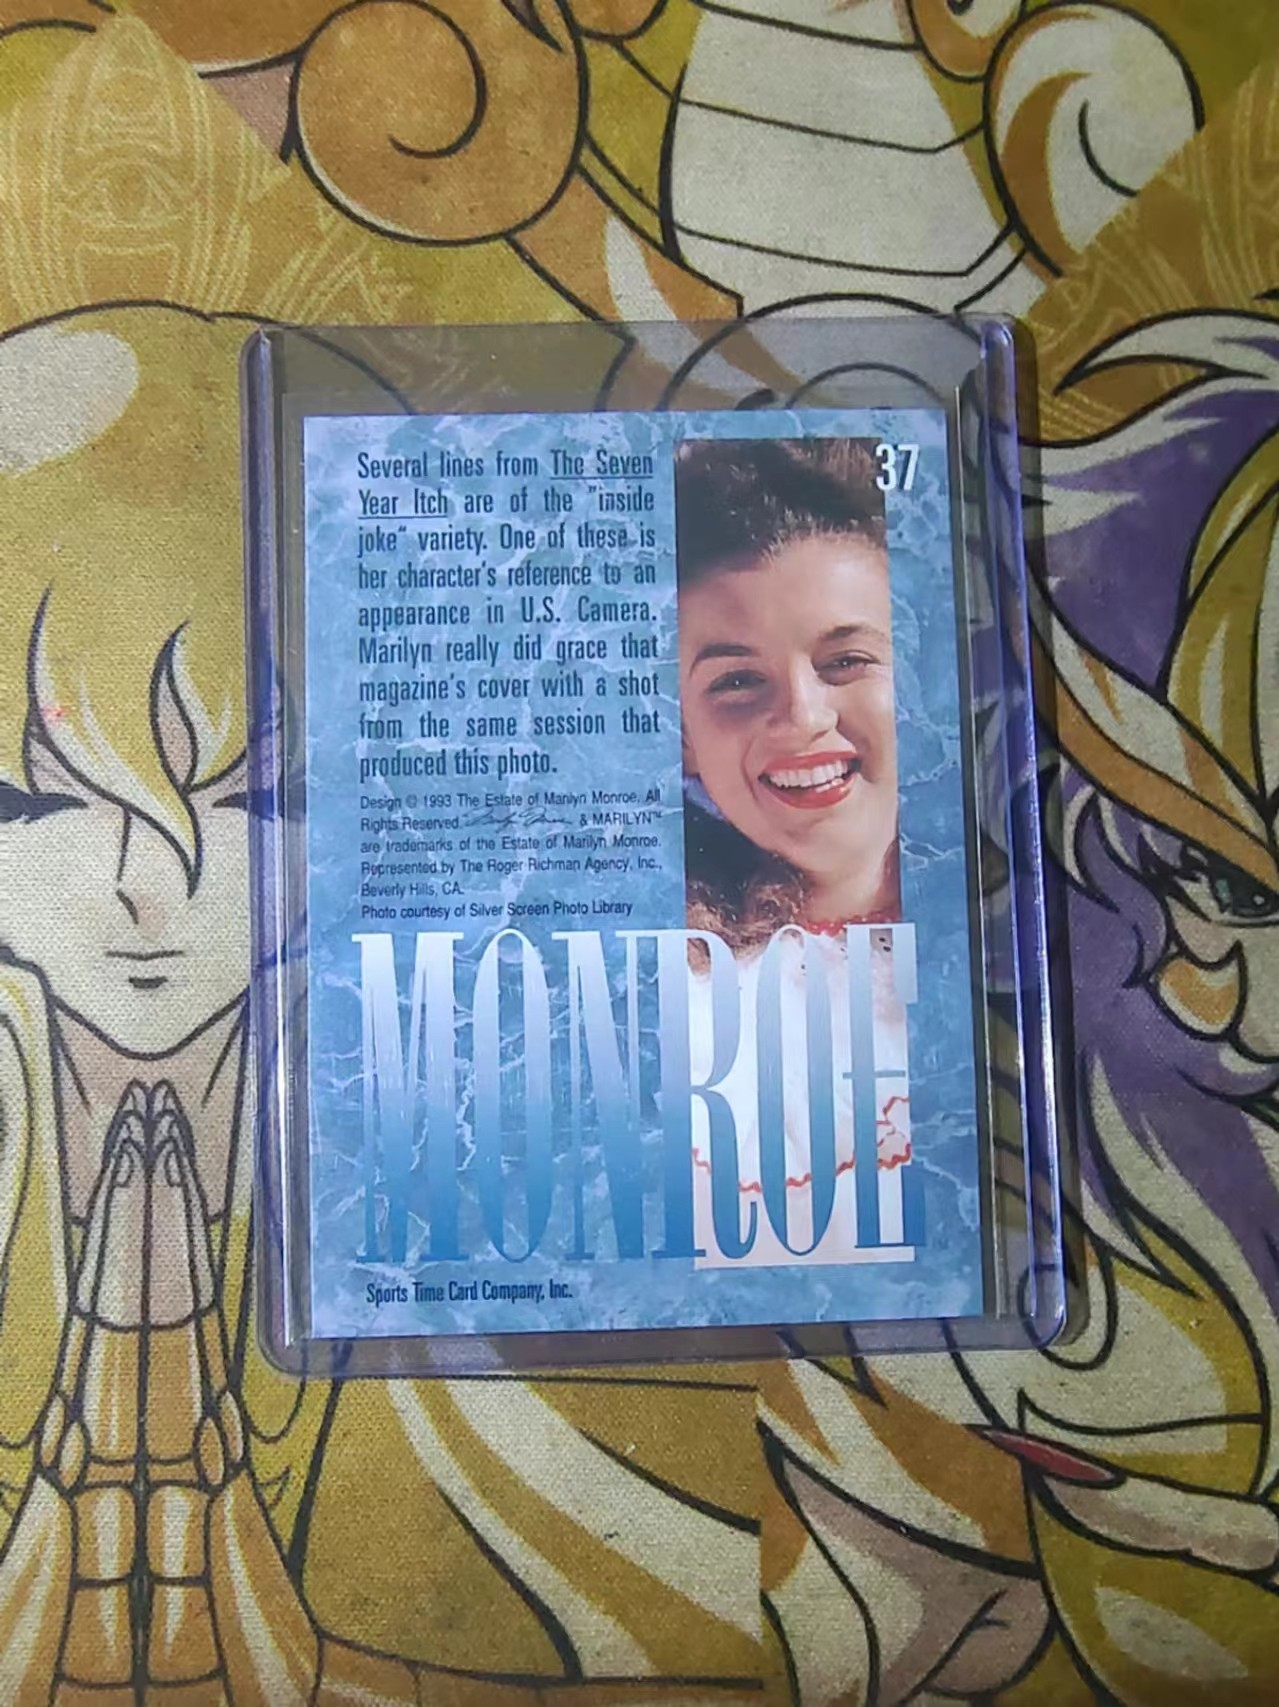 37
Several lines from The Seven
Year Itch are of the "inside
joke" variety. One of these is
her character's reference to an
appearance in U.S. Camera.
Marilyn really did grace that
magazine's cover with a shot
from the same session that
produced this photo.
Design © 1993 The Estate of Marilyn Monroe. All
Rights Reserved. & MARILYN™
are trademarks of the Estate of Marilyn Monroe.
Represented by The Roger Richman Agency, Inc.,
Beverly Hills, CA.
Photo courtesy of Silver Screen Photo Library
MONROE
Sports Time Card Company, Inc.